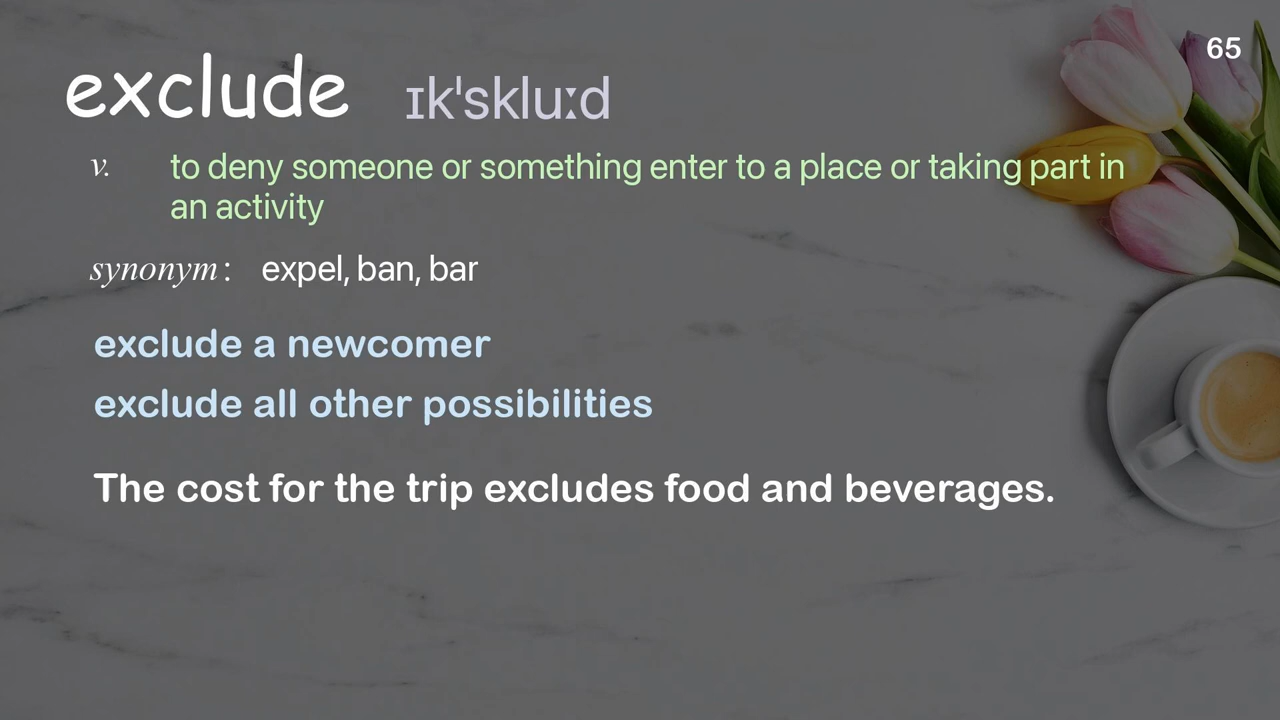 65
exclude ɪkˈskluːd
v. to deny someone or something enter to a place or taking part in
an activity
synonym: expel, ban, bar
exclude a newcomer
exclude all other possibilities
The cost for the trip excludes food and beverages.